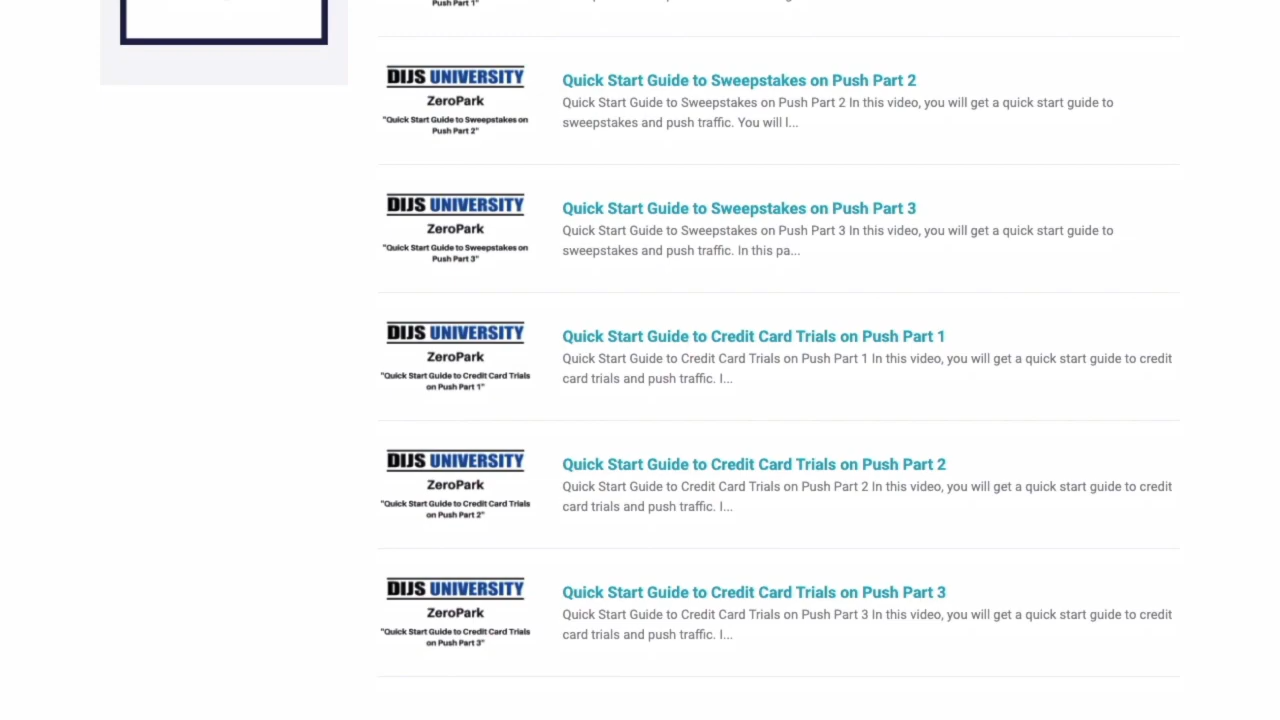 Push Part 1"
DIJS UNIVERSITY
ZeroPark
"Quick Start Guide to Sweepstakes on
Push Part 2"
Quick Start Guide to Sweepstakes on Push Part 2
Quick Start Guide to Sweepstakes on Push Part 2 In this video, you will get a quick start guide to
sweepstakes and push traffic. You will l...
DIJS UNIVERSITY
ZeroPark
"Quick Start Guide to Sweepstakes on
Push Part 3"
Quick Start Guide to Sweepstakes on Push Part 3
Quick Start Guide to Sweepstakes on Push Part 3 In this video, you will get a quick start guide to
sweepstakes and push traffic. In this pa...
DIJS UNIVERSITY
ZeroPark
"Quick Start Guide to Credit Card Trials
on Push Part 1"
Quick Start Guide to Credit Card Trials on Push Part 1
Quick Start Guide to Credit Card Trials on Push Part 1 In this video, you will get a quick start guide to credit
card trials and push traffic. I...
DIJS UNIVERSITY
ZeroPark
"Quick Start Guide to Credit Card Trials
on Push Part 2"
Quick Start Guide to Credit Card Trials on Push Part 2
Quick Start Guide to Credit Card Trials on Push Part 2 In this video, you will get a quick start guide to credit
card trials and push traffic. I...
DIJS UNIVERSITY
ZeroPark
"Quick Start Guide to Credit Card Trials
on Push Part 3"
Quick Start Guide to Credit Card Trials on Push Part 3
Quick Start Guide to Credit Card Trials on Push Part 3 In this video, you will get a quick start guide to credit
card trials and push traffic. I...